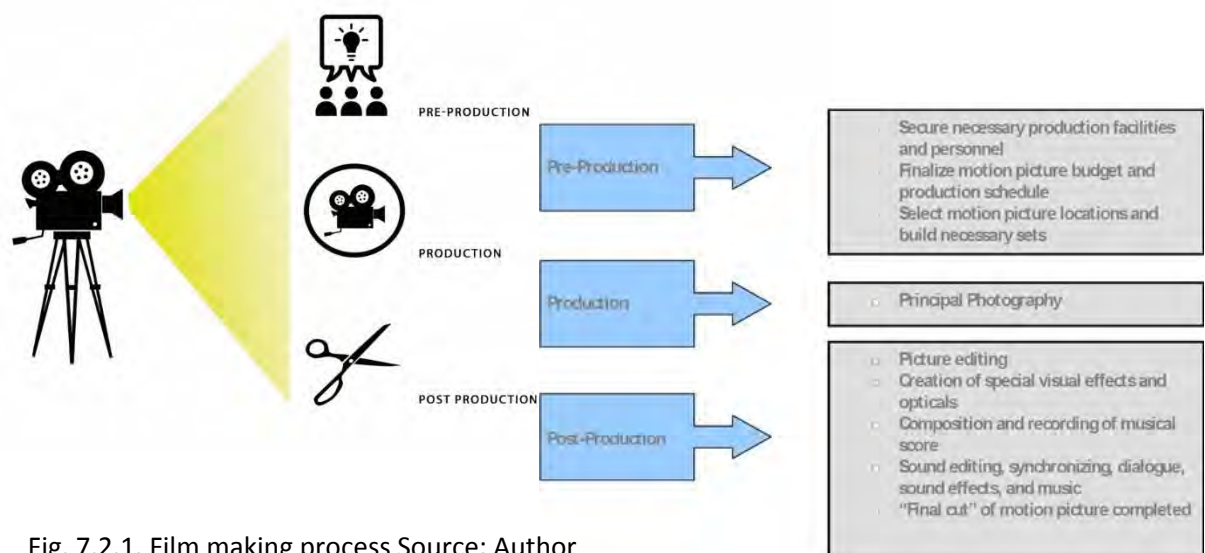 PRE-PRODUCTION
Pre-Production
Secure necessary production facilities
and personnel
Finalize motion picture budget and
production schedule
Select motion picture locations and
build necessary sets
PRODUCTION
Production
Principal Photography
POST PRODUCTION
Post-Production
Picture editing
Creation of special visual effects and
opticals
Composition and recording of musical
score
Sound editing, synchronizing, dialogue,
sound effects, and music
"Final cut" of motion picture completed
Fig. 7.2.1. Film making process Source: Author